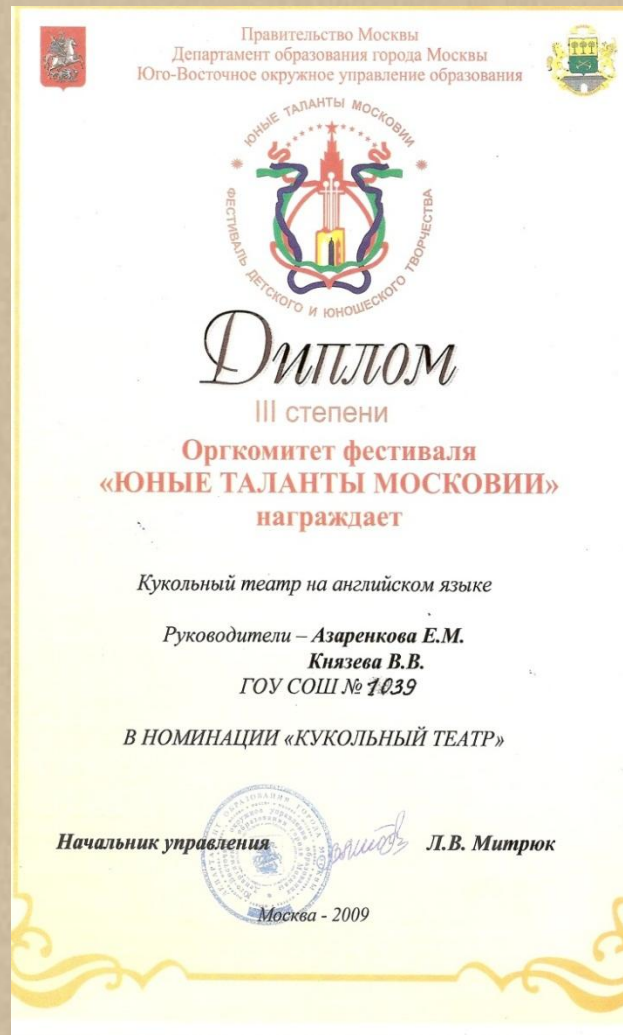 Правительство Москвы
Департамент образования города Москвы
Юго-Восточное окружное управление образования
ЮНЫЕ ТАЛАНТЫ МОСКОВИИ
ФЕСТИВАЛЬ ДЕТСКОГО И ЮНОШЕСКОГО ТВОРЧЕСТВА
Диплом
III степени
Оргкомитет фестиваля
«ЮНЫЕ ТАЛАНТЫ МОСКОВИИ»
награждает
Кукольный театр на английском языке
Руководители – Азаренкова Е.М.
Князева В.В.
ГОУ СОШ № 1039
В НОМИНАЦИИ «КУКОЛЬНЫЙ ТЕАТР»
Начальник управления Л.В. Митрюк
Москва - 2009